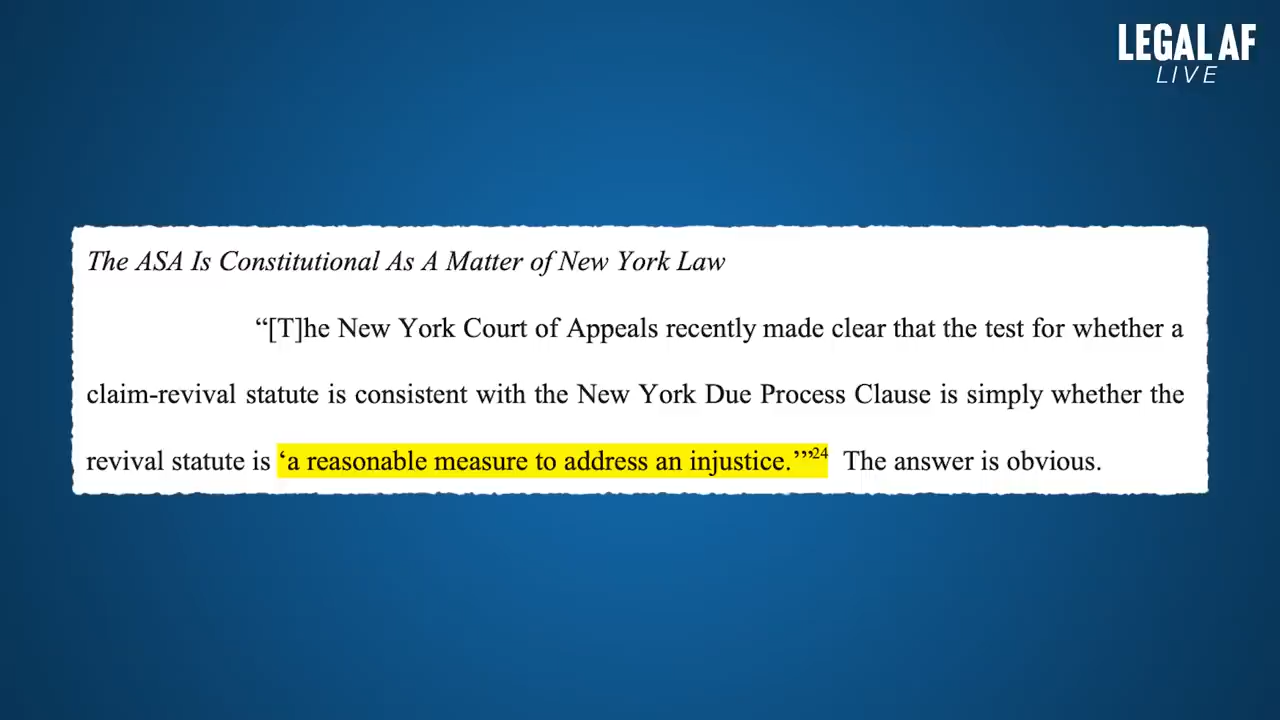 LEGAL AF
LIVE
The ASA Is Constitutional As A Matter of New York Law
“[T]he New York Court of Appeals recently made clear that the test for whether a
claim-revival statute is consistent with the New York Due Process Clause is simply whether the
revival statute is ‘a reasonable measure to address an injustice.’”24 The answer is obvious.